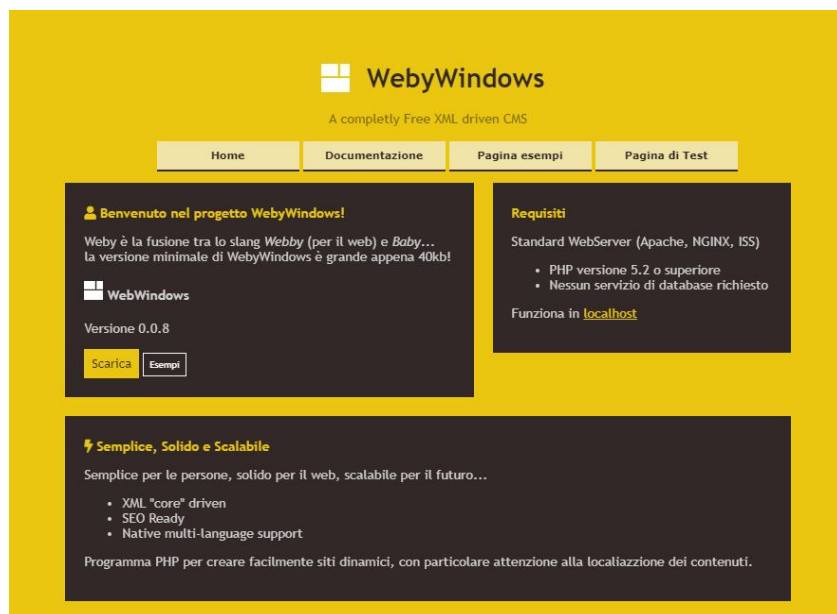 WebyWindows
A completly Free XML driven CMS
Home
Documentazione
Pagina esempi
Pagina di Test
Benvenuto nel progetto WebyWindows!
Weby è la fusione tra lo slang Webby (per il web) e Baby...
la versione minimale di WebyWindows è grande appena 40kb!
WebWindows
Versione 0.0.8
Scarica
Esempi
Requisiti
Standard WebServer (Apache, NGINX, ISS)
• PHP versione 5.2 o superiore
• Nessun servizio di database richiesto
Funziona in localhost
Semplice, Solido e Scalabile
Semplice per le persone, solido per il web, scalabile per il futuro...
• XML "core" driven
• SEO Ready
• Native multi-language support
Programma PHP per creare facilmente siti dinamici, con particolare attenzione alla localiazzione dei contenuti.